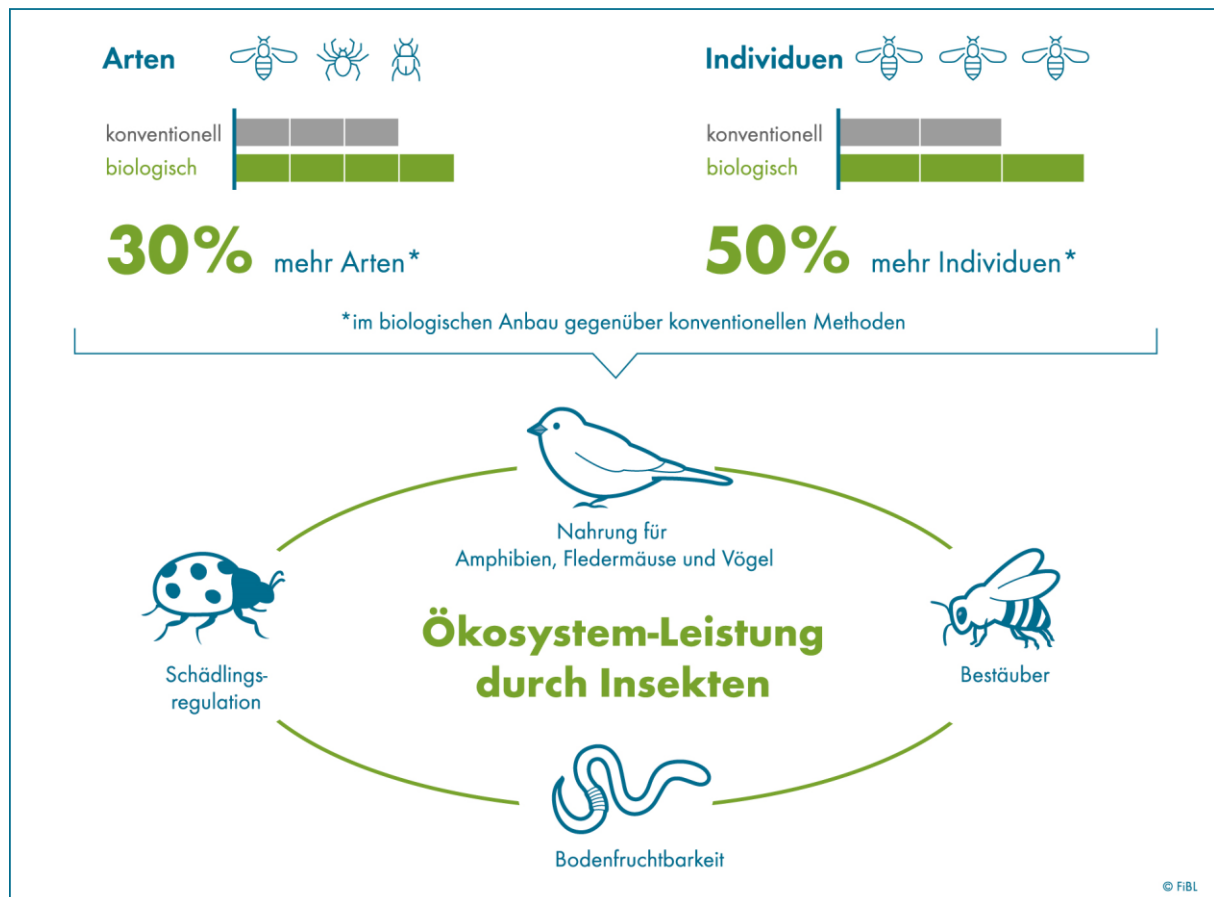 Arten
konventionell
biologisch
30% mehr Arten*
Individuen
konventionell
biologisch
50% mehr Individuen*
*im biologischen Anbau gegenüber konventionellen Methoden
Nahrung für
Amphibien, Fledermäuse und Vögel
Ökosystem-Leistung
durch Insekten
Schädlings-
regulation
Bestäuber
Bodenfruchtbarkeit
© FiBL